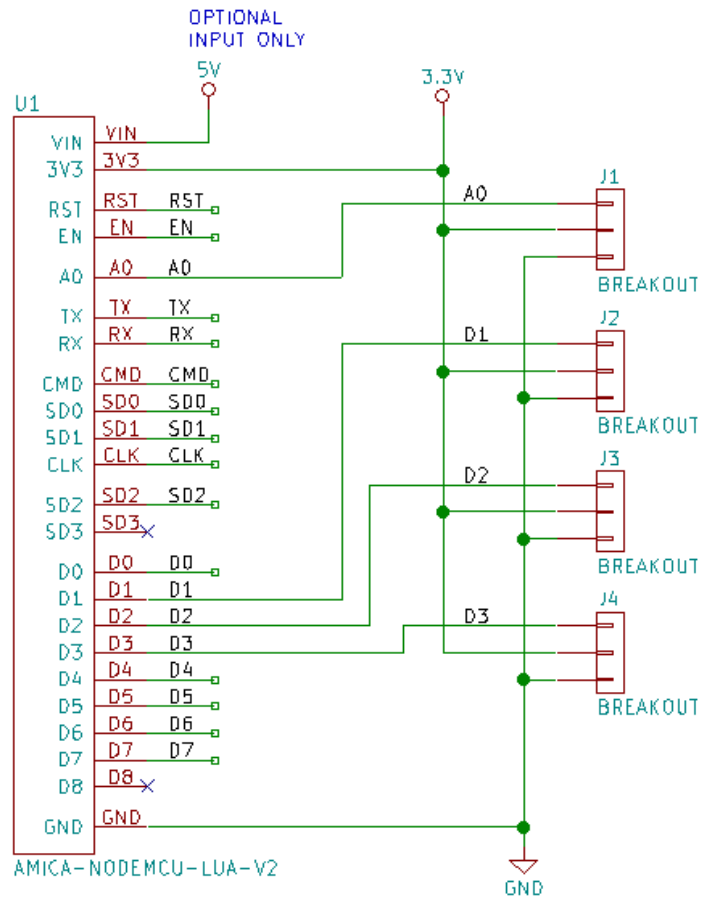 OPTIONAL
INPUT ONLY
5V
3.3V
U1
VIN VIN
3V3 3V3
J1
A0
RST RST RST
EN EN EN
A0 A0 A0
BREAKOUT
J2
TX TX TX
RX RX RX
D1
CMD CMD CMD
SD0 SD0 SD0
SD1 SD1 SD1
BREAKOUT
CLK CLK CLK
J3
D2
SD2 SD2 SD2
SD3 SD3
D0 D0 D0
BREAKOUT
D1 D1 D1
J4
D2 D2 D2
D3
D3 D3 D3
D4 D4 D4
D5 D5 D5
BREAKOUT
D6 D6 D6
D7 D7 D7
D8 D8
GND GND
AMICA-NODEMCU-LUA-V2
GND